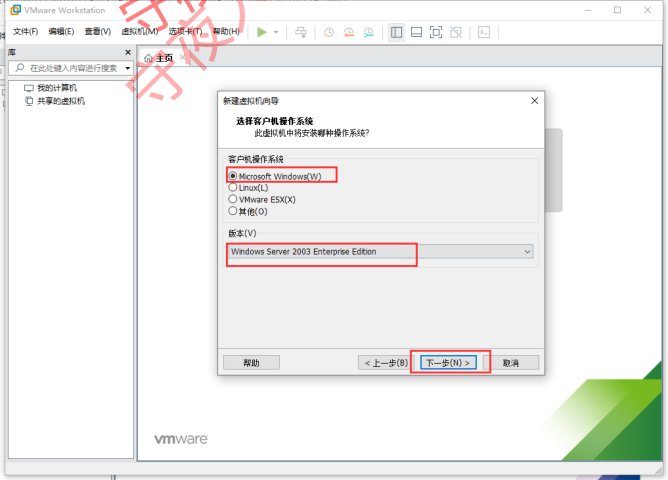 VMware Workstation
文件(F) 编辑(E) 查看(V) 虚拟机(M) 选项卡(T) 帮助(H)
库
在此处键入内容进行搜索
我的计算机
共享的虚拟机
主页
守夜人
新建虚拟机向导
选择客户机操作系统
此虚拟机中将安装哪种操作系统?
客户机操作系统
Microsoft Windows(W)
Linux(L)
VMware ESX(X)
其他(O)
版本(V)
Windows Server 2003 Enterprise Edition
帮助 < 上一步(B) 下一步(N) > 取消
vmware